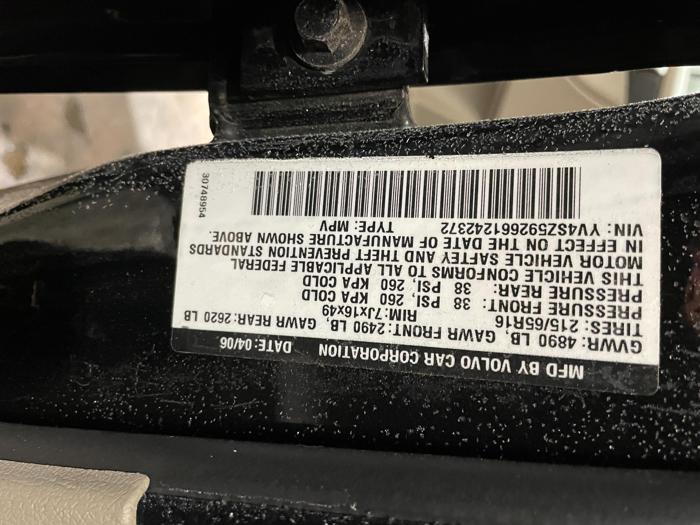 MFD BY VOLVO CAR CORPORATION DATE: 04/06
GVWR: 4890 LB, GAWR FRONT: 2490 LB, GAWR REAR: 2620 LB
TIRES: 215/65R16 RIM: 7Jx16x49
PRESSURE FRONT: 38 PSI, 260 KPA COLD
PRESSURE REAR: 38 PSI, 260 KPA COLD
THIS VEHICLE CONFORMS TO ALL APPLICABLE FEDERAL
MOTOR VEHICLE SAFTEY AND THEFT PREVENTION STANDARDS
IN EFFECT ON THE DATE OF MANUFACTURE SHOWN ABOVE.
VIN: YV4SZ592661242372 TYPE: MPV
30748954